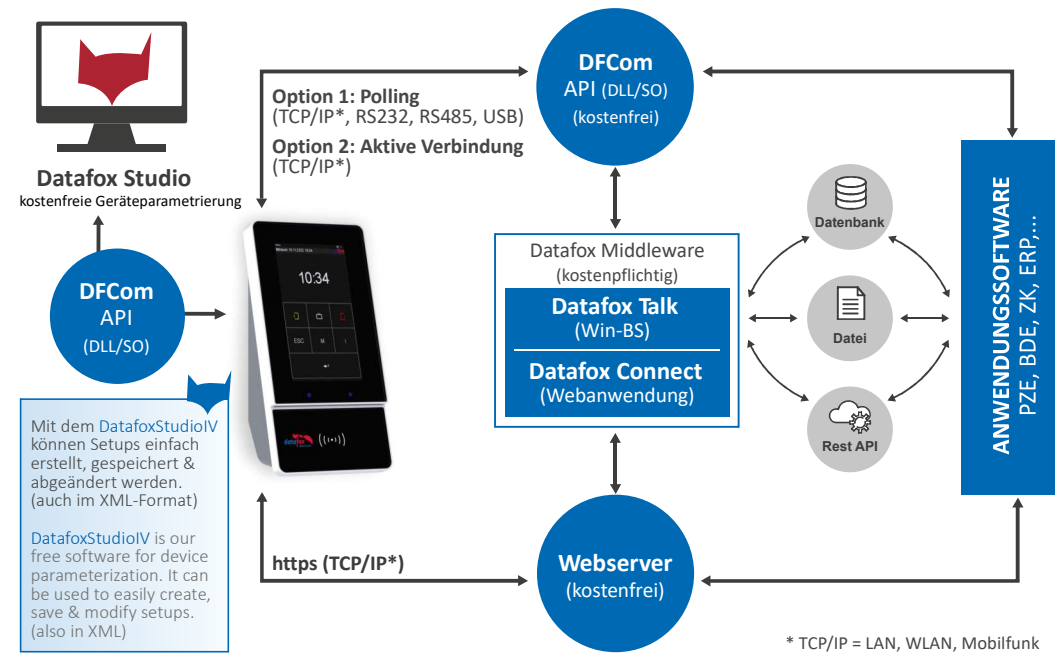 Datafox Studio
kostenfreie Geräteparametrierung
DFCom
API
(DLL/SO)
Mit dem DatafoxStudioIV
können Setups einfach
erstellt, gespeichert &
abgeändert werden.
(auch im XML-Format)
DatafoxStudioIV is our
free software for device
parameterization. It can
be used to easily create,
save & modify setups.
(also in XML)
Option 1: Polling
(TCP/IP*, RS232, RS485, USB)
Option 2: Aktive Verbindung
(TCP/IP*)
10:34
ESC M I
datafox
https (TCP/IP*)
DFCom
API (DLL/SO)
(kostenfrei)
Datafox Middleware
(kostenpflichtig)
Datafox Talk
(Win-BS)
Datafox Connect
(Webanwendung)
Webserver
(kostenfrei)
Datenbank
Datei
Rest API
ANWENDUNGSSOFTWARE
PZE, BDE, ZK, ERP,...
* TCP/IP = LAN, WLAN, Mobilfunk